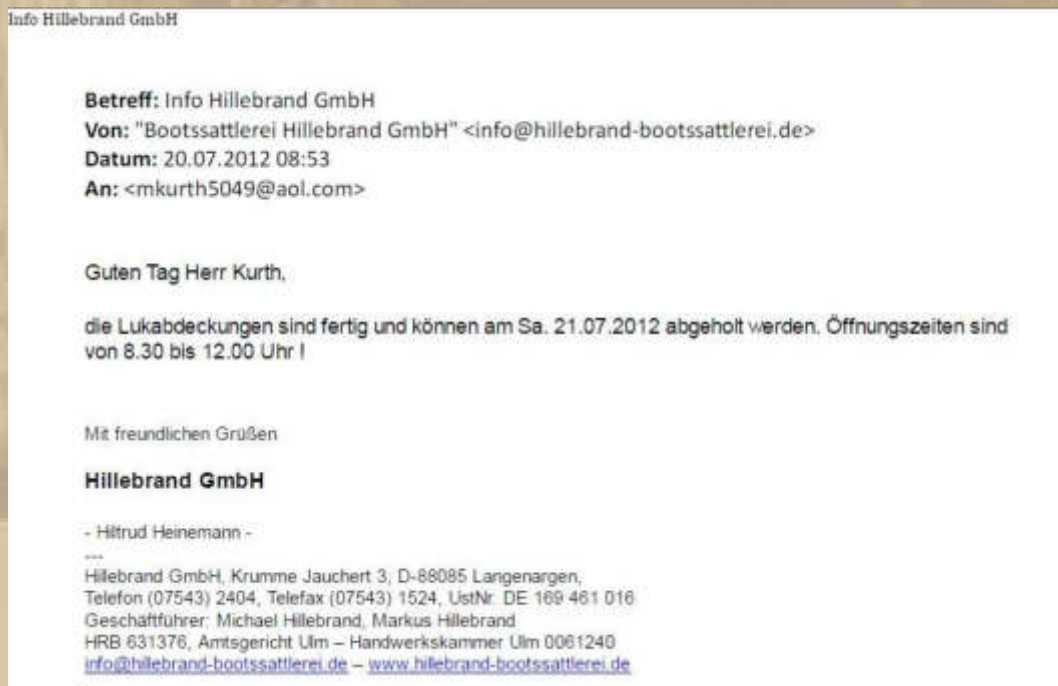 Info Hillebrand GmbH
Betreff: Info Hillebrand GmbH
Von: "Bootssattlerei Hillebrand GmbH" <info@hillebrand-bootssattlerei.de>
Datum: 20.07.2012 08:53
An: <mkurth5049@aol.com>
Guten Tag Herr Kurth,
die Lukabdeckungen sind fertig und können am Sa. 21.07.2012 abgeholt werden. Öffnungszeiten sind
von 8.30 bis 12.00 Uhr !
Mit freundlichen Grüßen
Hillebrand GmbH
- Hiltrud Heinemann -
---
Hillebrand GmbH, Krumme Jauchert 3, D-88085 Langenargen,
Telefon (07543) 2404, Telefax (07543) 1524, UstNr. DE 169 461 016
Geschäftführer: Michael Hillebrand, Markus Hillebrand
HRB 631376, Amtsgericht Ulm – Handwerkskammer Ulm 0061240
info@hillebrand-bootssattlerei.de – www.hillebrand-bootssattlerei.de